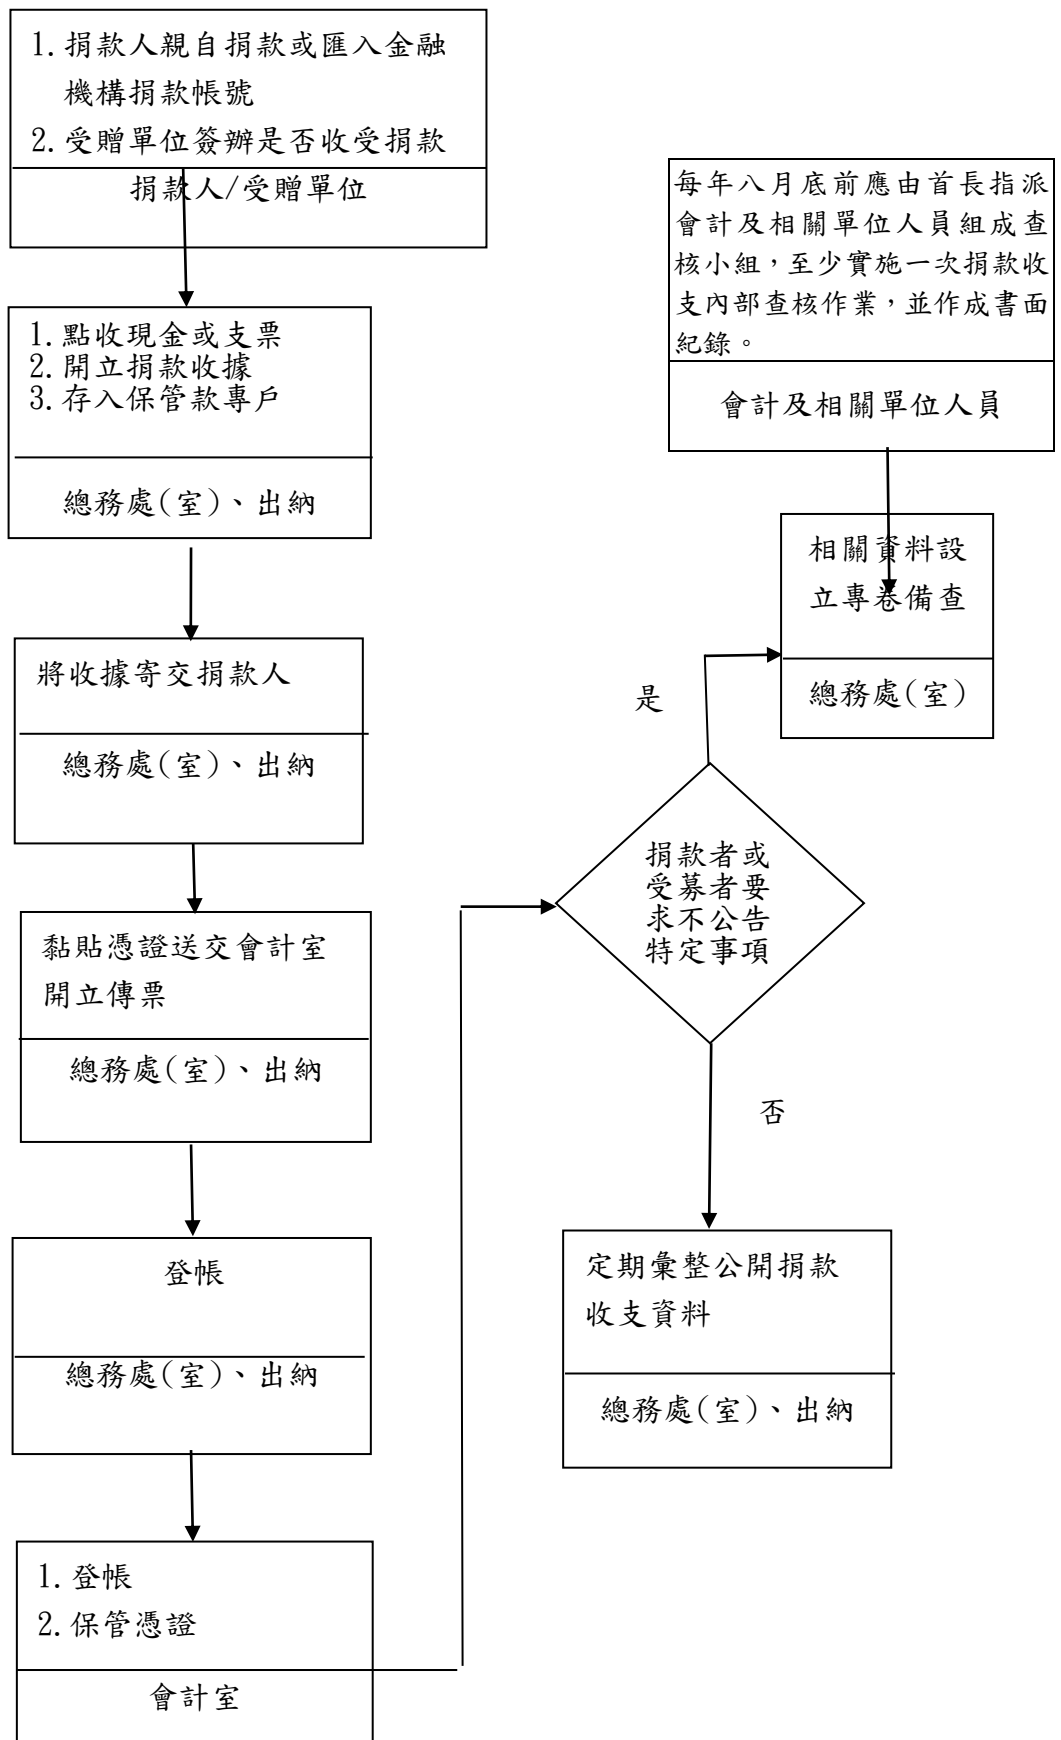 1.捐款人親自捐款或匯入金融
機構捐款帳號
2.受贈單位簽辦是否收受捐款
捐款人/受贈單位
1.點收現金或支票
2.開立捐款收據
3.存入保管款專戶
總務處(室)、出納
將收據寄交捐款人
總務處(室)、出納
黏貼憑證送交會計室
開立傳票
總務處(室)、出納
登帳
總務處(室)、出納
1.登帳
2.保管憑證
會計室
每年八月底前應由首長指派
會計及相關單位人員組成查
核小組，至少實施一次捐款收
支內部查核作業，並作成書面
紀錄。
會計及相關單位人員
相關資料設
立專卷備查
總務處(室)
是
捐款者或
受募者要
求不公告
特定事項
否
定期彙整公開捐款
收支資料
總務處(室)、出納